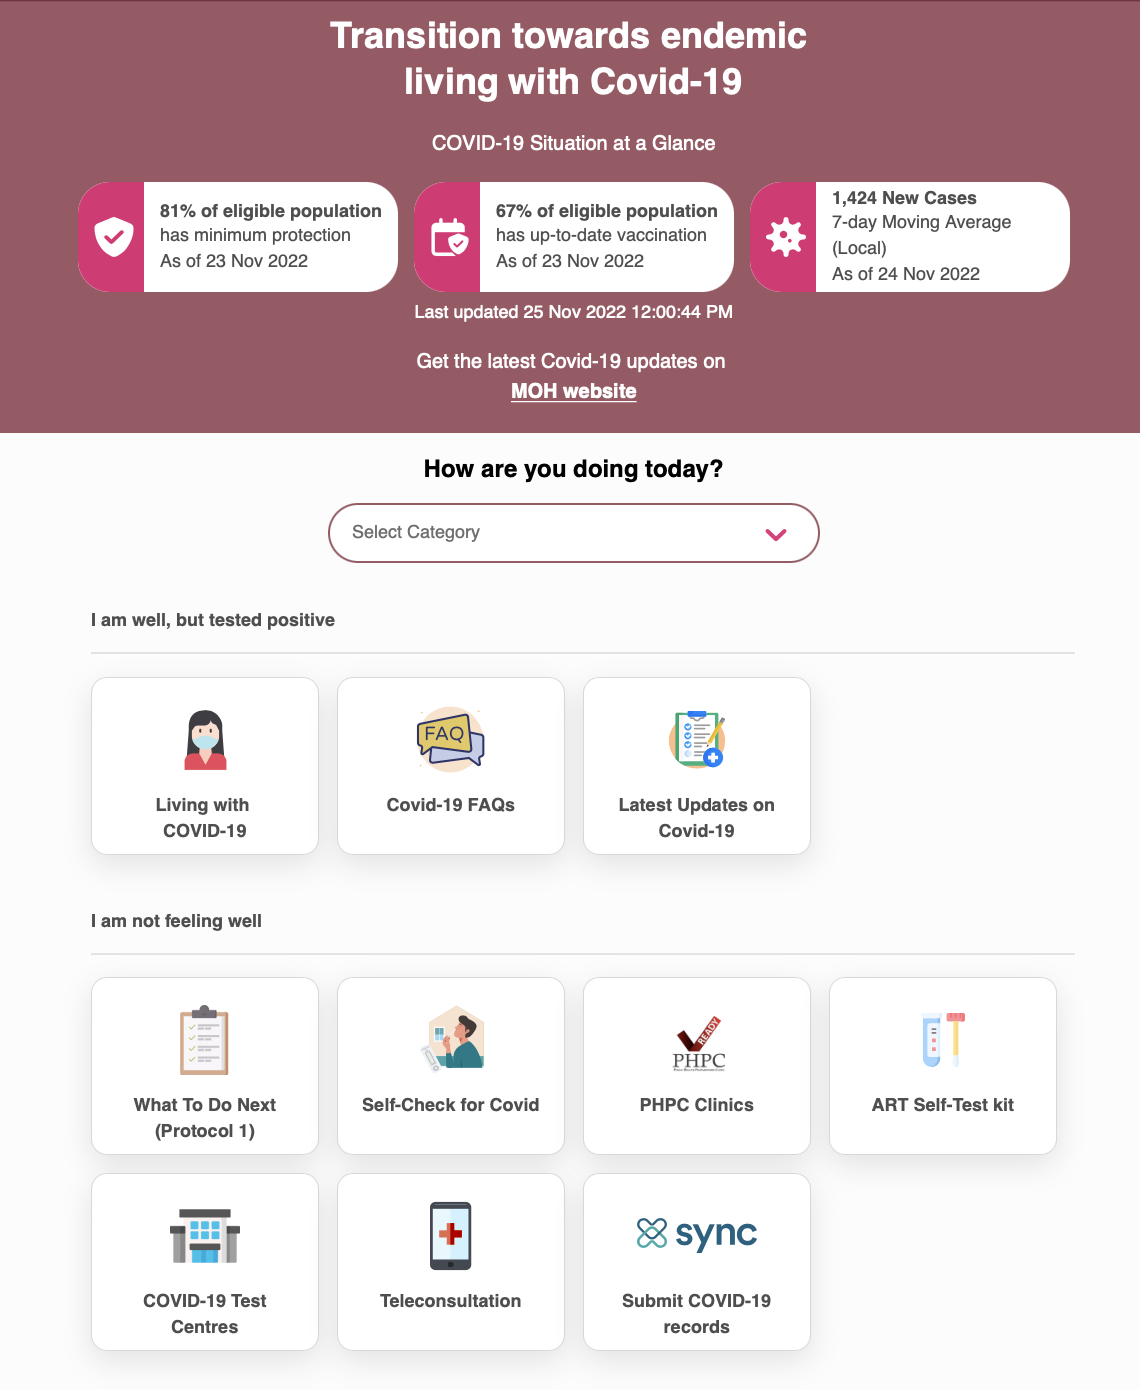 Transition towards endemic
living with Covid-19
COVID-19 Situation at a Glance
81% of eligible population
has minimum protection
As of 23 Nov 2022
67% of eligible population
has up-to-date vaccination
As of 23 Nov 2022
1,424 New Cases
7-day Moving Average
(Local)
As of 24 Nov 2022
Last updated 25 Nov 2022 12:00:44 PM
Get the latest Covid-19 updates on
MOH website
How are you doing today?
Select Category
I am well, but tested positive
FAQ
Living with
COVID-19
Covid-19 FAQs
Latest Updates on
Covid-19
I am not feeling well
READY
PHPC
What To Do Next
(Protocol 1)
Self-Check for Covid
PHPC Clinics
ART Self-Test kit
sync
COVID-19 Test
Centres
Teleconsultation
Submit COVID-19
records